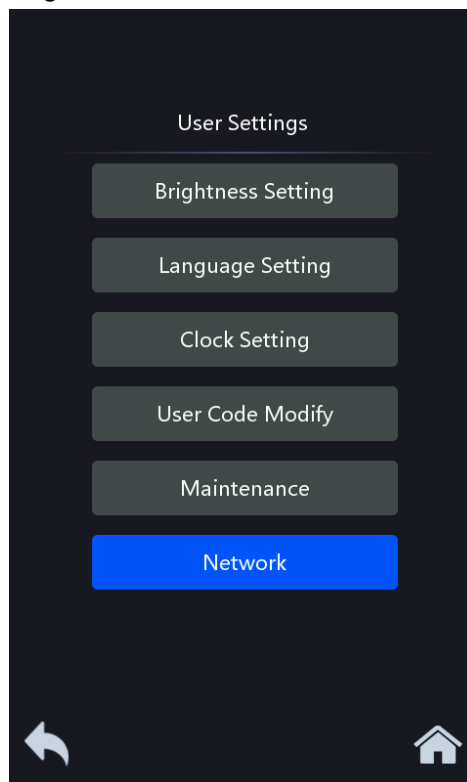 User Settings
Brightness Setting
Language Setting
Clock Setting
User Code Modify
Maintenance
Network